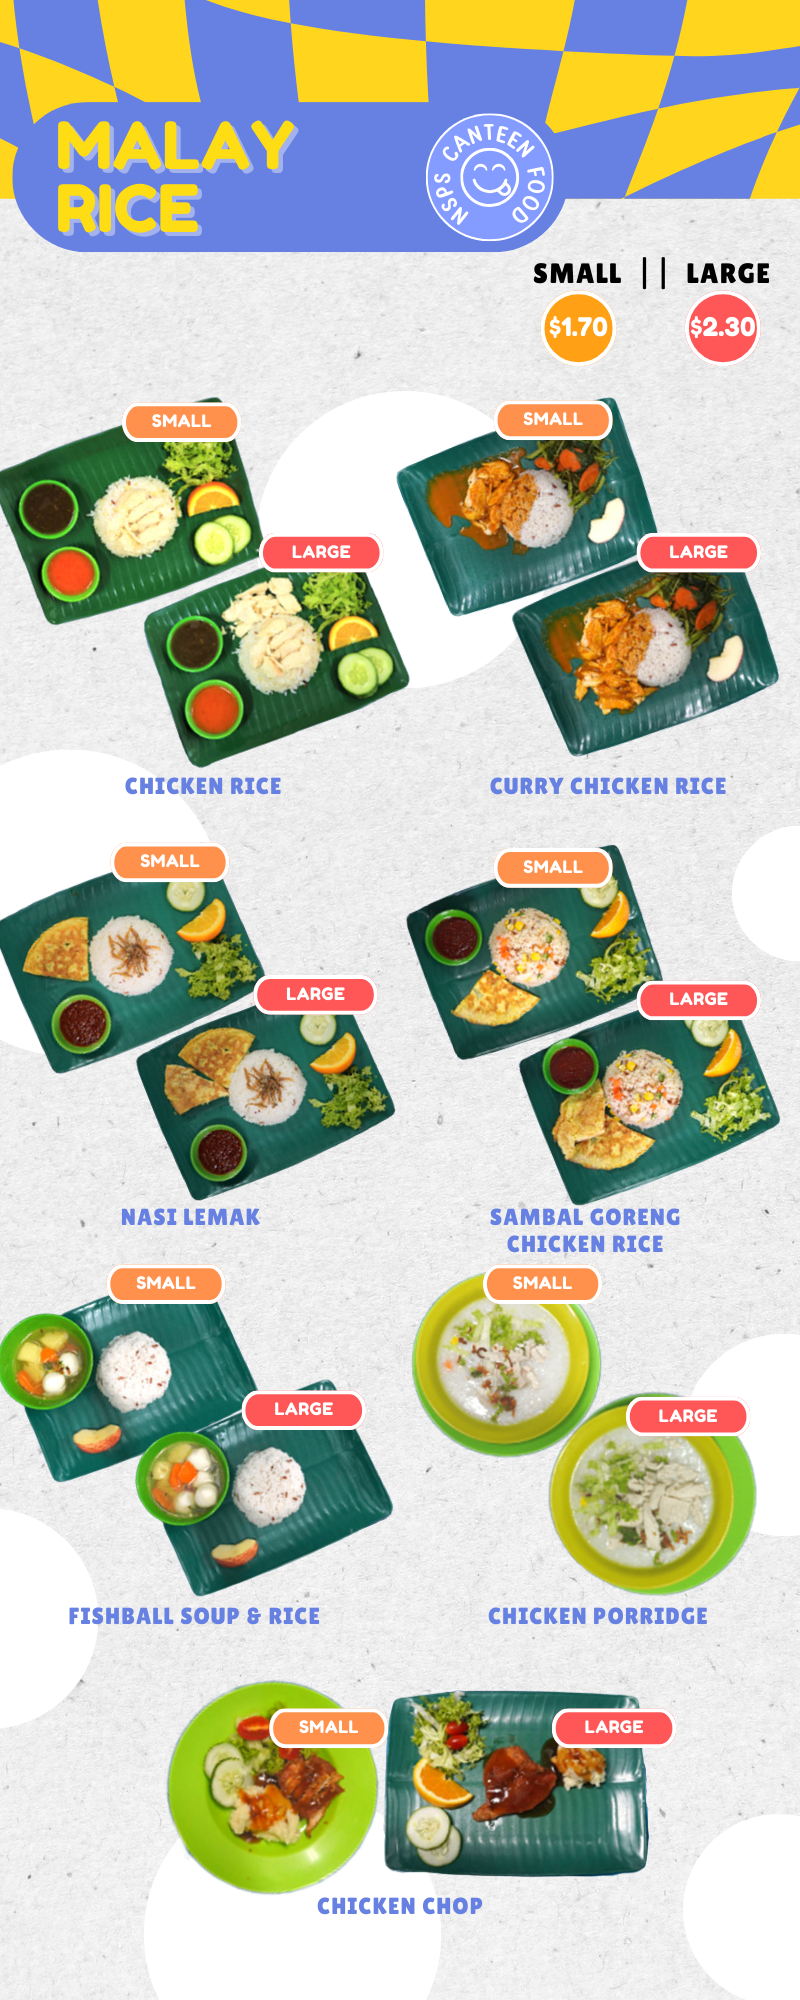 MALAY
RICE
NSPS CANTEEN FOOD
SMALL || LARGE
$1.70 $2.30
SMALL
LARGE
CHICKEN RICE
SMALL
LARGE
CURRY CHICKEN RICE
SMALL
LARGE
NASI LEMAK
SMALL
LARGE
SAMBAL GORENG
CHICKEN RICE
SMALL
LARGE
FISHBALL SOUP & RICE
SMALL
LARGE
CHICKEN PORRIDGE
SMALL
LARGE
CHICKEN CHOP